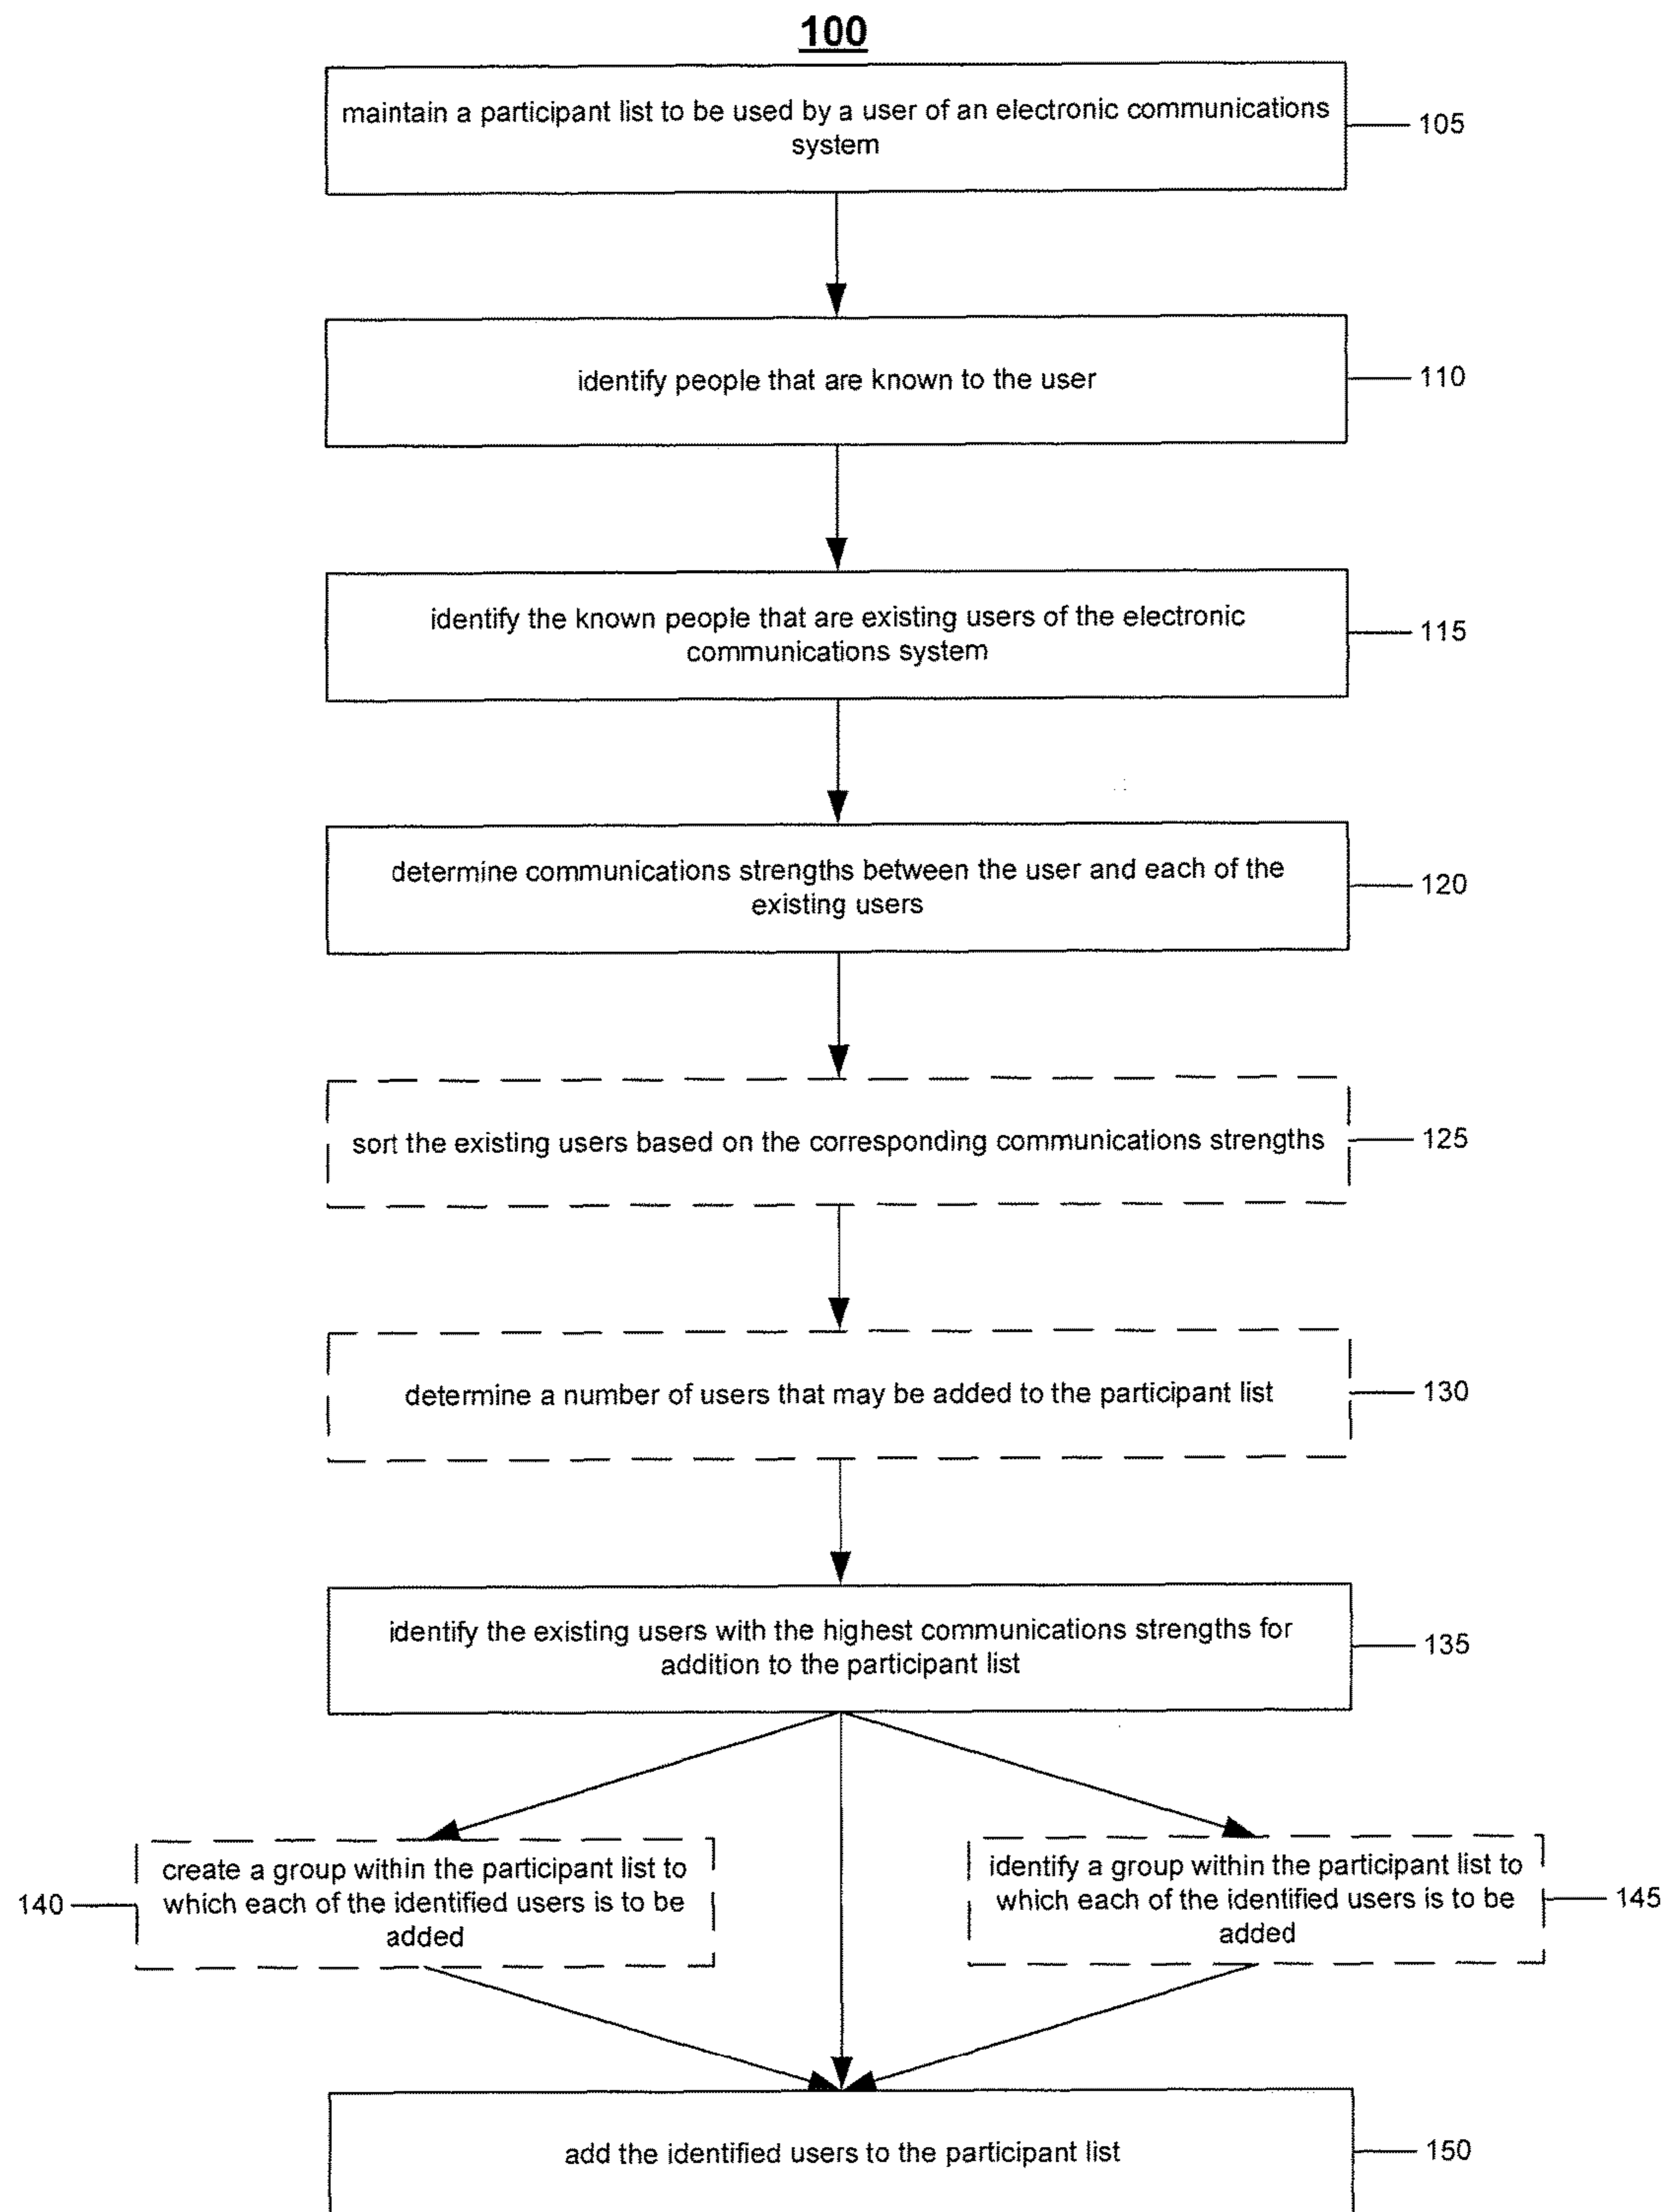 100
maintain a participant list to be used by a user of an electronic communications
system
105
identify people that are known to the user
110
identify the known people that are existing users of the electronic
communications system
115
determine communications strengths between the user and each of the
existing users
120
sort the existing users based on the corresponding communications strengths
125
determine a number of users that may be added to the participant list
130
identify the existing users with the highest communications strengths for
addition to the participant list
135
140
create a group within the participant list to
which each of the identified users is to be
added
identify a group within the participant list to
which each of the identified users is to be
added
145
add the identified users to the participant list
150